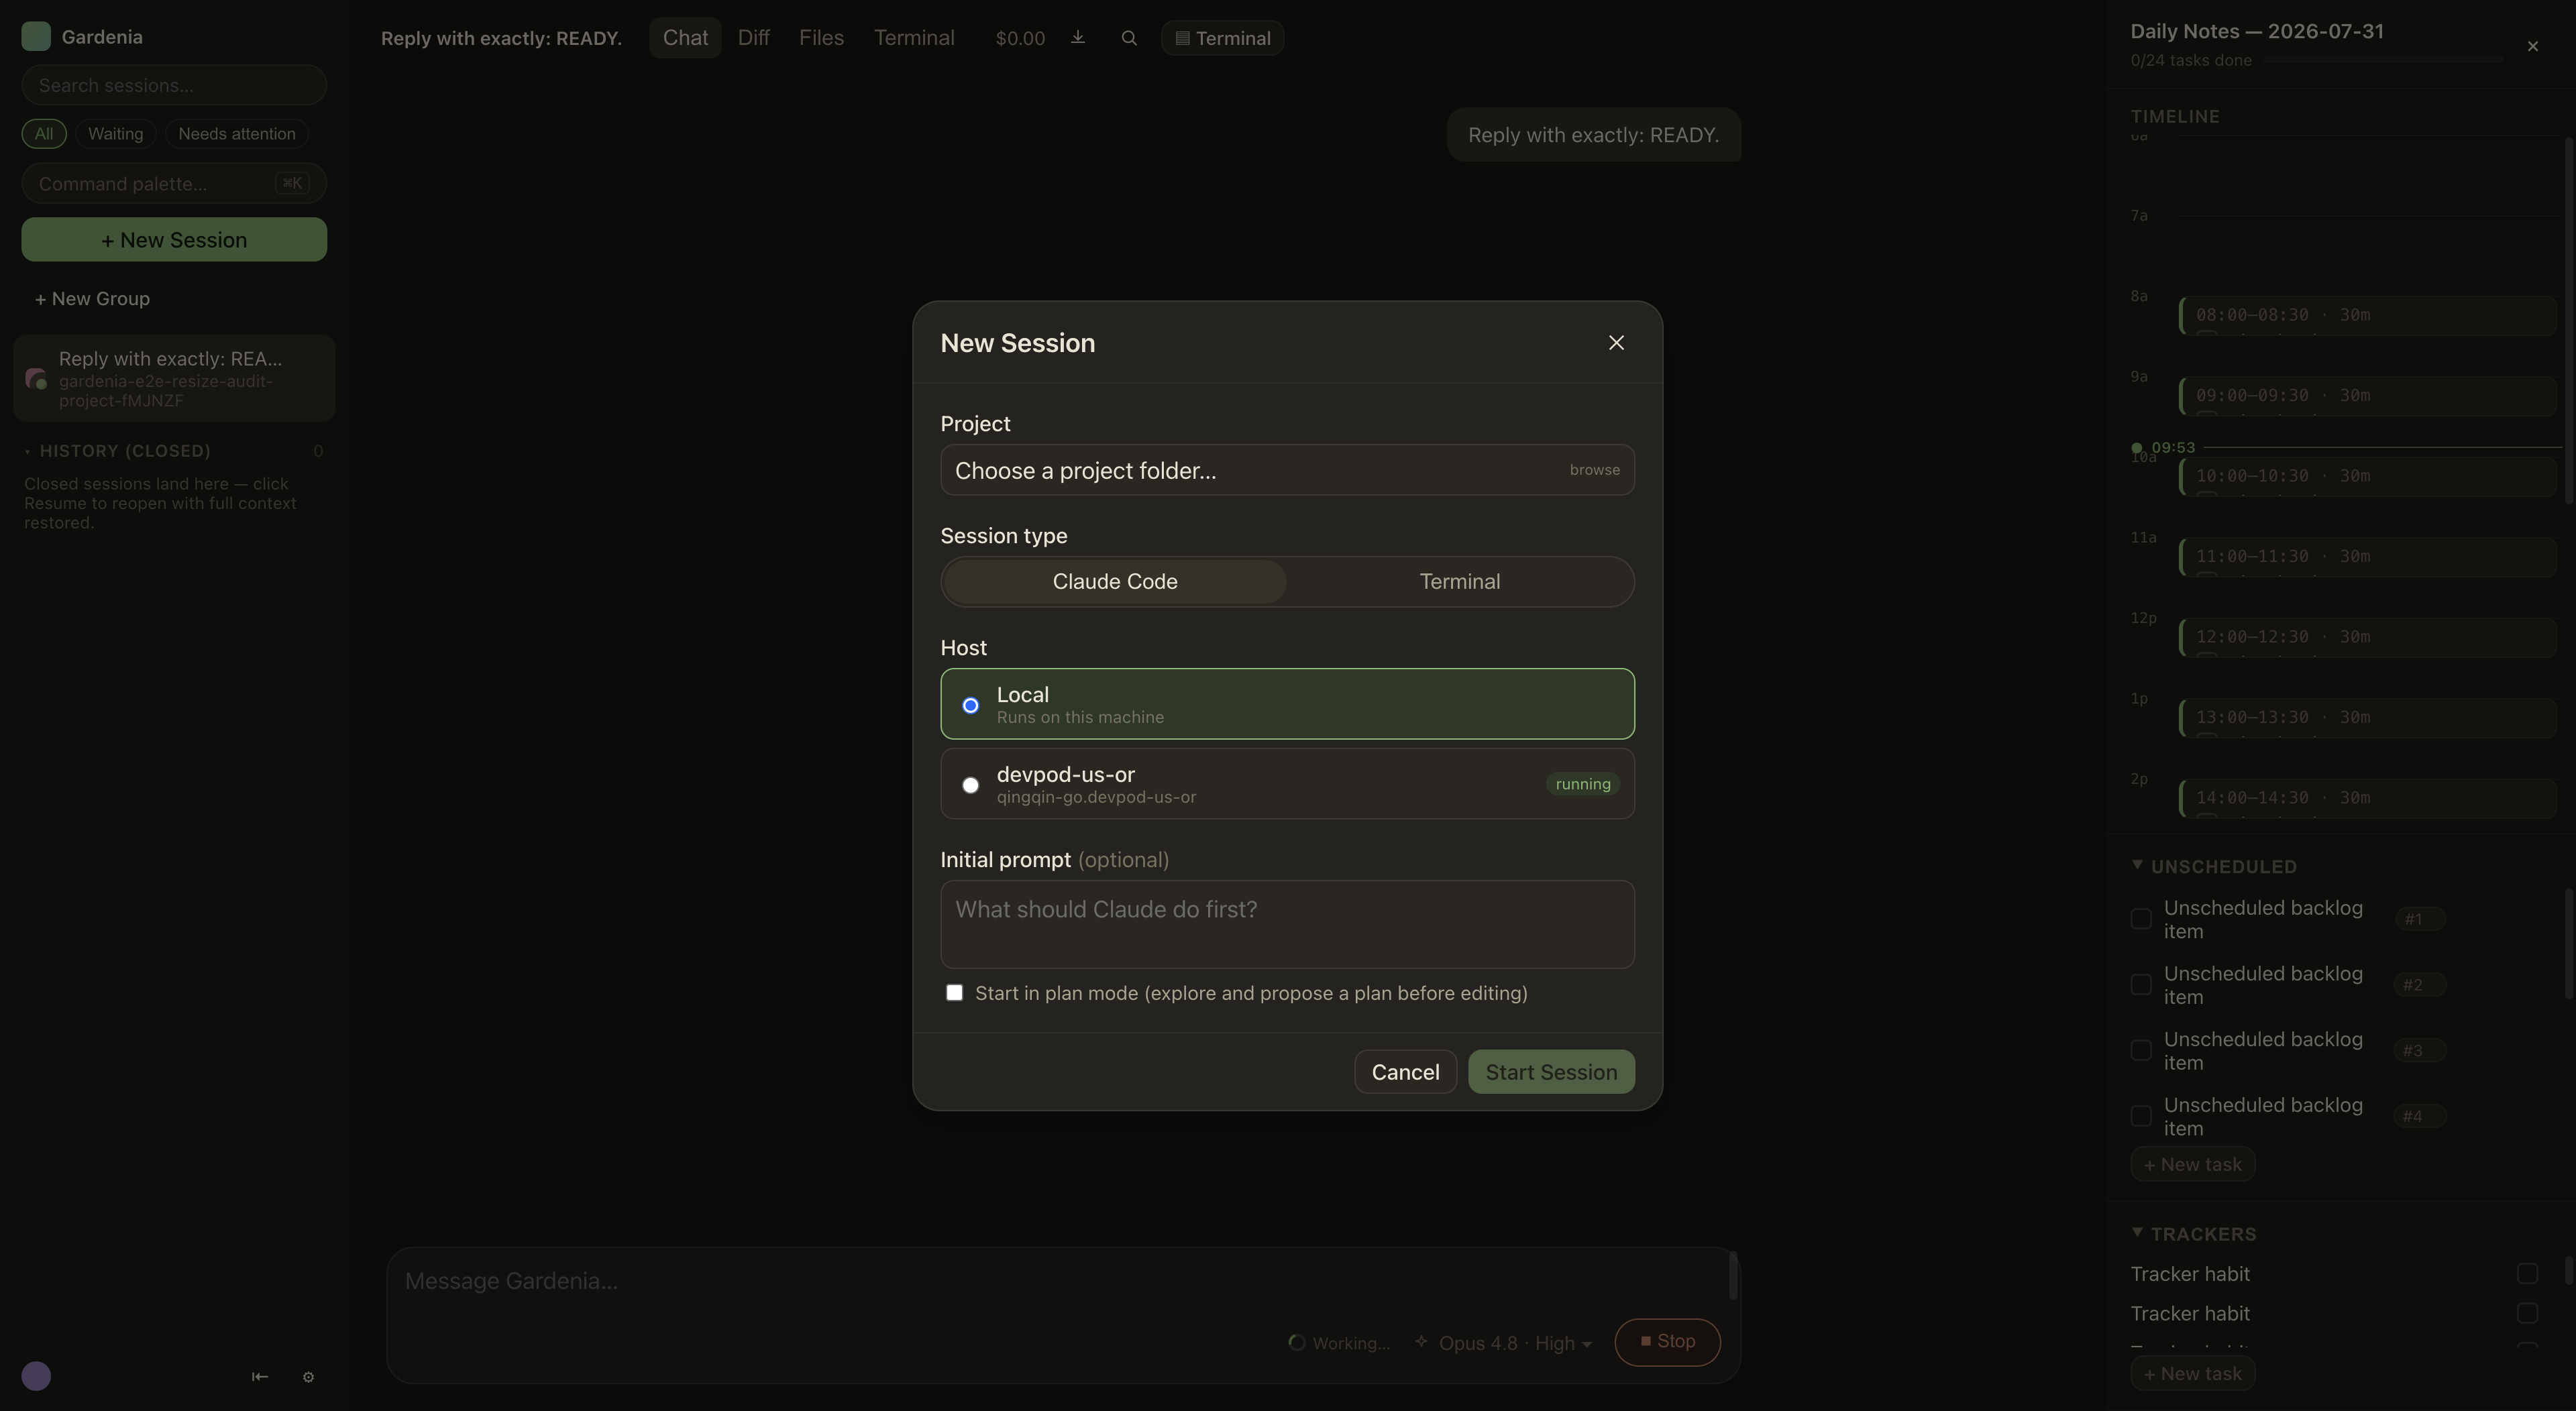 Gardenia
Search sessions...
All
Waiting
Needs attention
Command palette...
⌘K
+ New Session
+ New Group
Reply with exactly: REA...
gardenia-e2e-resize-audit-
project-fMJNZF
HISTORY (CLOSED)
0
Closed sessions land here — click
Resume to reopen with full context
restored.
Reply with exactly: READY.
Chat
Diff
Files
Terminal
$0.00
Terminal
Reply with exactly: READY.
New Session
Project
Choose a project folder...
browse
Session type
Claude Code
Terminal
Host
Local
Runs on this machine
devpod-us-or
qingqin-go.devpod-us-or
running
Initial prompt (optional)
What should Claude do first?
Start in plan mode (explore and propose a plan before editing)
Cancel
Start Session
Message Gardenia...
Working...
Opus 4.8 · High
Stop
Daily Notes — 2026-07-31
0/24 tasks done
TIMELINE
7a
8a
08:00–08:30 · 30m
9a
09:00–09:30 · 30m
09:53
10a
10:00–10:30 · 30m
11a
11:00–11:30 · 30m
12p
12:00–12:30 · 30m
1p
13:00–13:30 · 30m
2p
14:00–14:30 · 30m
UNSCHEDULED
Unscheduled backlog
item
#1
Unscheduled backlog
item
#2
Unscheduled backlog
item
#3
Unscheduled backlog
item
#4
+ New task
TRACKERS
Tracker habit
Tracker habit
+ New task